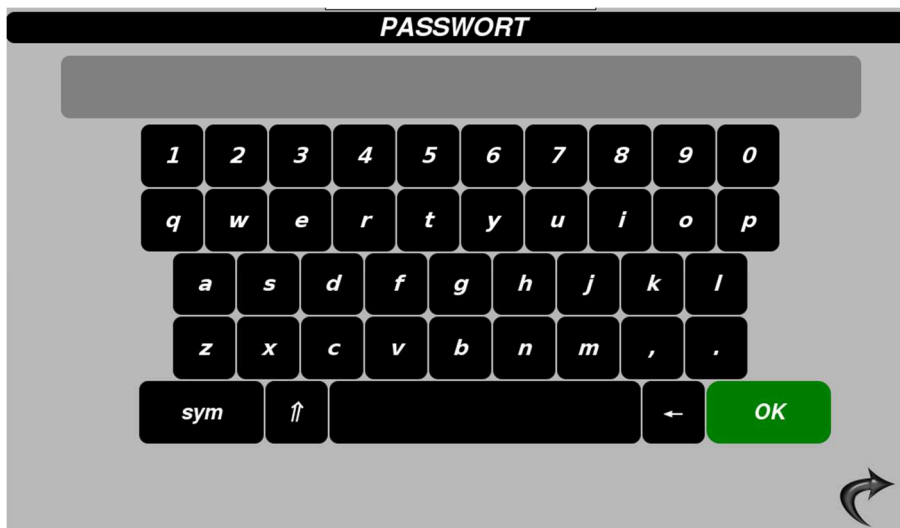 PASSWORT
1 2 3 4 5 6 7 8 9 0
q w e r t y u i o p
a s d f g h j k l
z x c v b n m , .
sym ⇑ ← OK